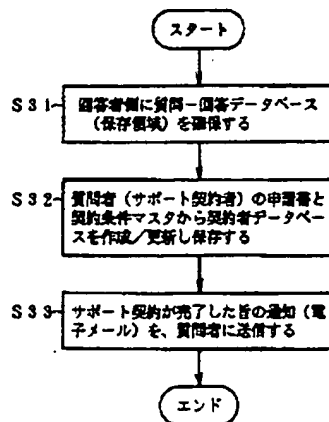 スタート
S31
回答者側に質問－回答データベース
（保存領域）を確保する
S32
質問者（サポート契約者）の申請書と
契約条件マスタから契約者データベー
スを作成／更新し保存する
S33
サポート契約が完了した旨の通知（電
子メール）を、質問者に送信する
エンド